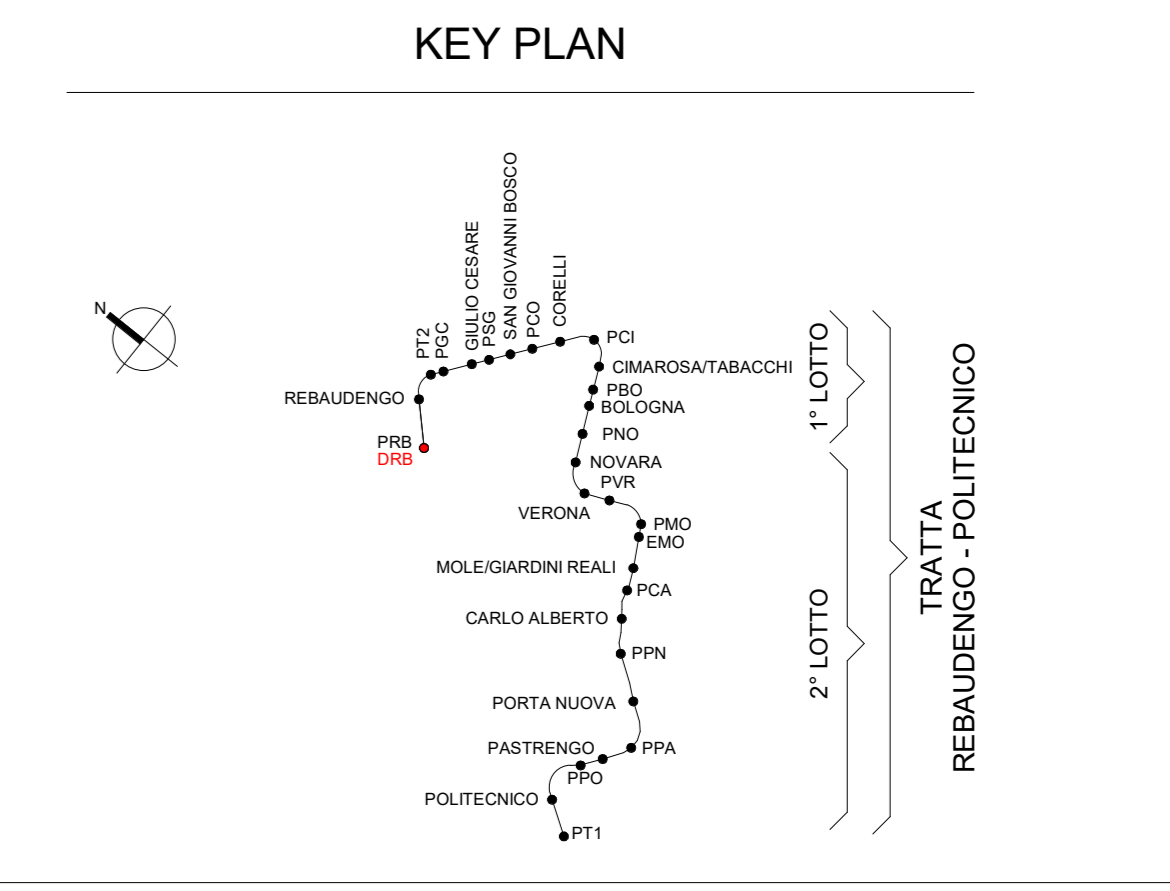 KEY PLAN
N
PT2
PGC
GIULIO CESARE
PSG
SAN GIOVANNI BOSCO
PCO
CORELLI
PCI
CIMAROSA/TABACCHI
REBAUDENGO
PBO
BOLOGNA
PRB
DRB
PNO
NOVARA
PVR
VERONA
PMO
EMO
MOLE/GIARDINI REALI
PCA
CARLO ALBERTO
PPN
PORTA NUOVA
PASTRENGO
PPA
PPO
POLITECNICO
PT1
1° LOTTO
2° LOTTO
TRATTA
REBAUDENGO - POLITECNICO